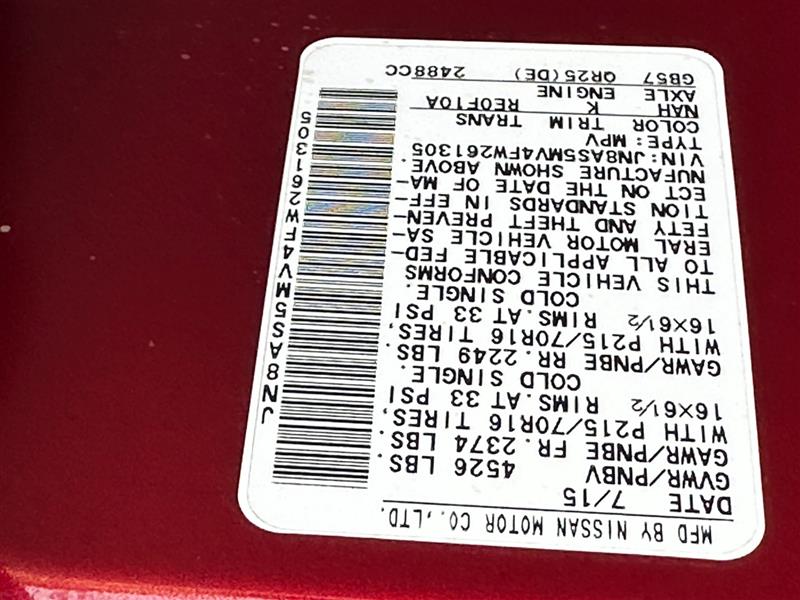 MFD BY NISSAN MOTOR CO.,LTD.
DATE 7/15
GVWR/PNBV 4526 LBS.
GAWR/PNBE FR. 2374 LBS.
WITH P215/70R16 TIRES,
16×6½ RIMS. AT 33 PSI
COLD SINGLE.
GAWR/PNBE RR. 2249 LBS.
WITH P215/70R16 TIRES,
16×6½ RIMS. AT 33 PSI
COLD SINGLE.
THIS VEHICLE CONFORMS
TO ALL APPLICABLE FED-
ERAL MOTOR VEHICLE SA-
FETY AND THEFT PREVEN-
TION STANDARDS IN EFF-
ECT ON THE DATE OF MA-
NUFACTURE SHOWN ABOVE.
VIN:JN8AS5MV4FW261305
TYPE:MPV
COLOR TRIM TRANS
NAH K RE0F10A
AXLE ENGINE
GB57 QR25(DE) 2488CC
JN8AS5MV4FW261305